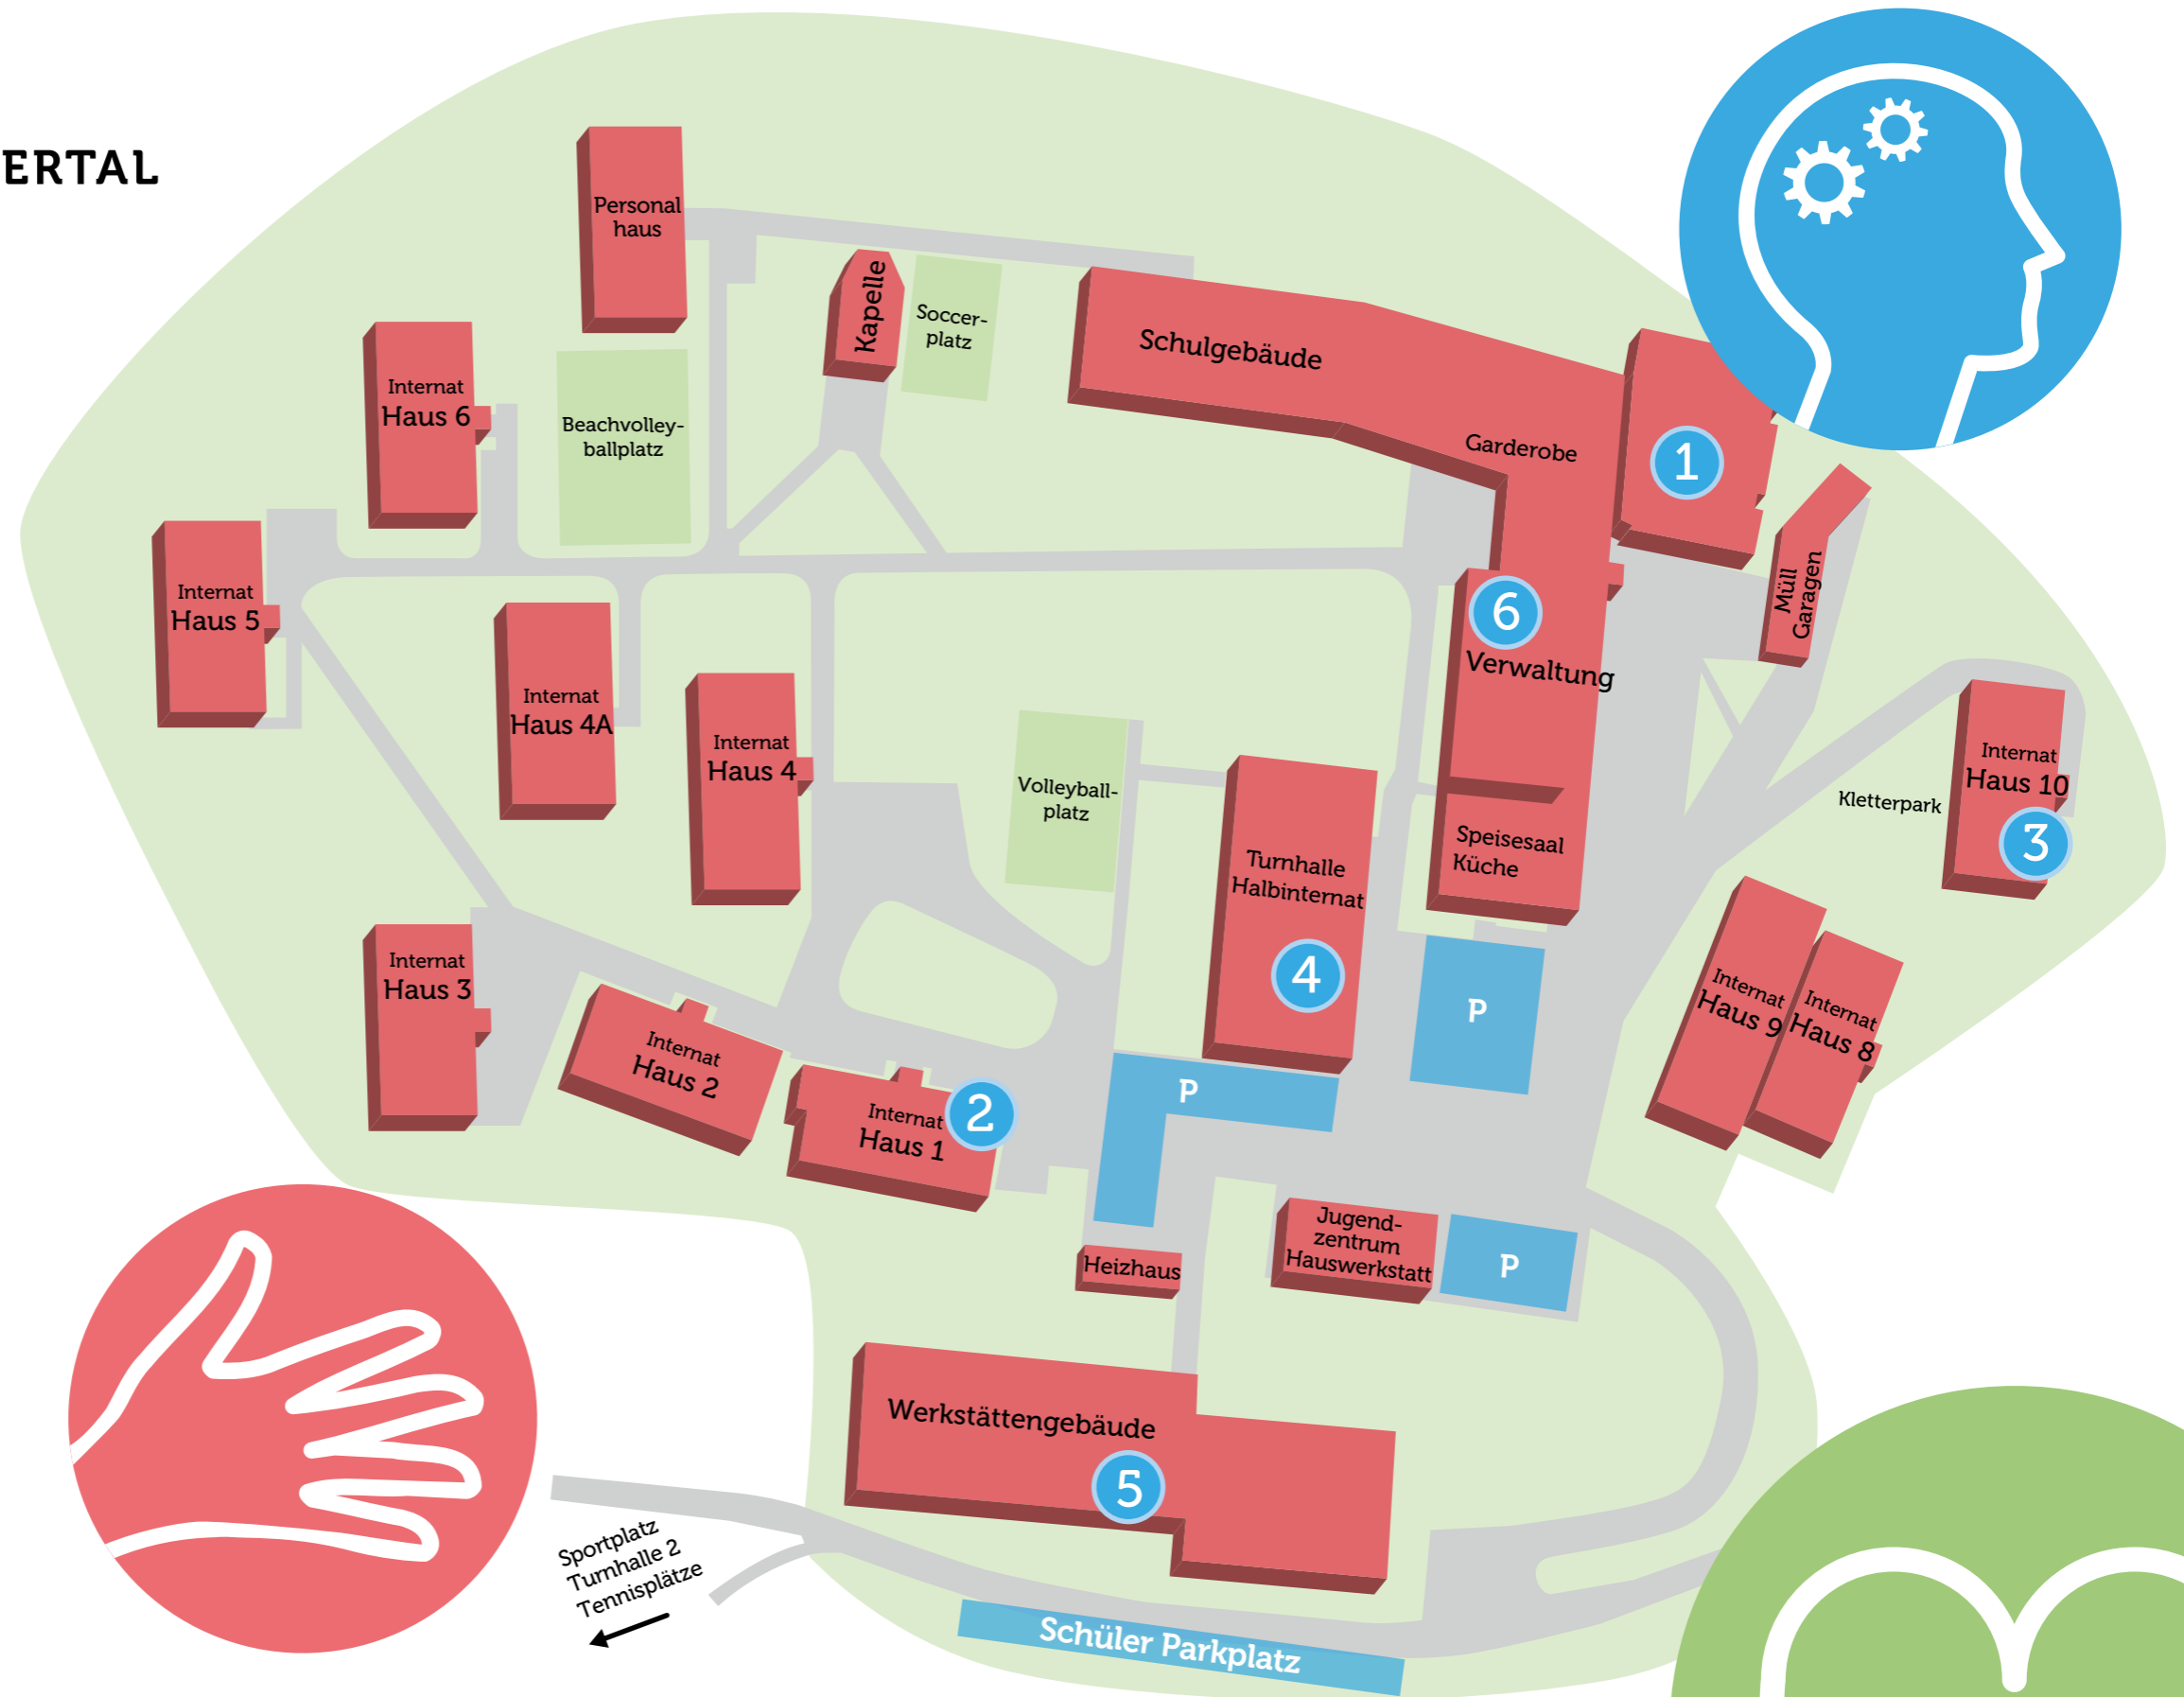 ERTAL
Personal
haus
Kapelle
Soccer-
platz
Schulgebäude
Garderobe
1
Internat
Haus 6
Beachvolley-
ballplatz
Internat
Haus 5
Müll
Garagen
6
Verwaltung
Internat
Haus 4A
Internat
Haus 4
Volleyball-
platz
Internat
Haus 10
3
Kletterpark
Speisesaal
Küche
Turnhalle
Halbinternat
4
P
Internat
Haus 3
Internat
Haus 9
Internat
Haus 8
Internat
Haus 2
P
Internat
Haus 1
2
Jugend-
zentrum
Hauswerkstatt
P
Heizhaus
Werkstättengebäude
5
Sportplatz
Turnhalle 2
Tennisplätze
Schüler Parkplatz